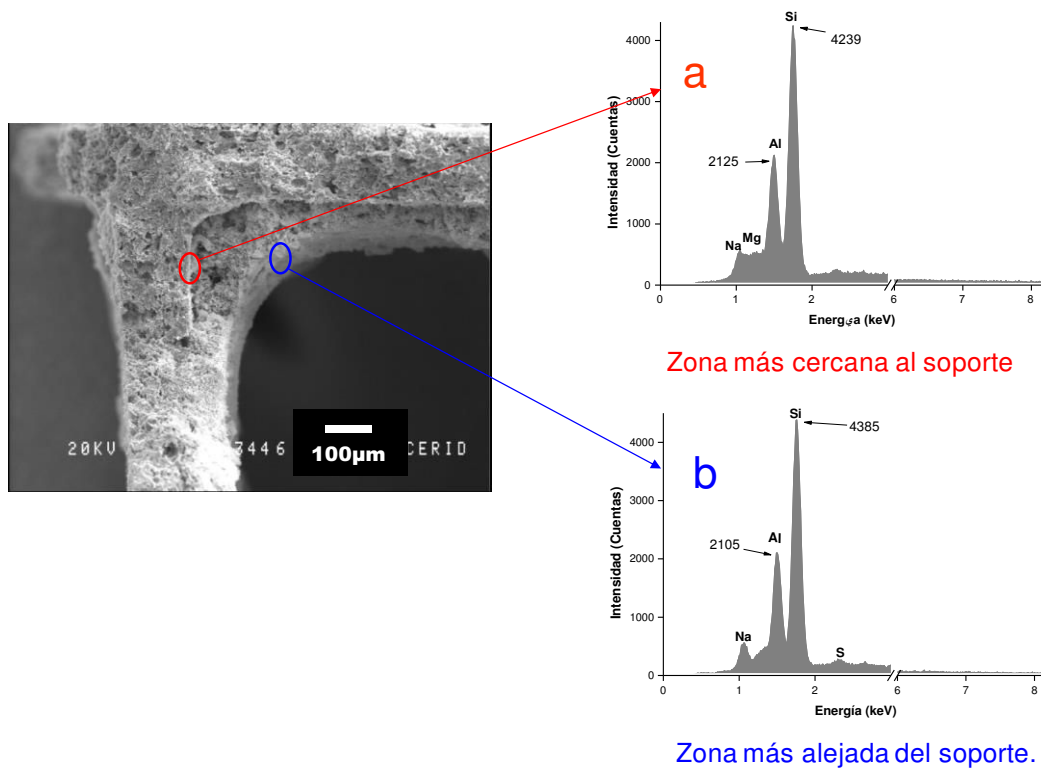 20KV
7446
CERID
100µm
a
Si
4239
Al
2125
Na
Mg
Intensidad (Cuentas)
4000
3000
2000
1000
0
0
1
2
6
7
8
Energيa (keV)
Zona más cercana al soporte
b
Si
4385
Al
2105
Na
S
Intensidad (Cuentas)
4000
3000
2000
1000
0
0
1
2
6
7
8
Energía (keV)
Zona más alejada del soporte.